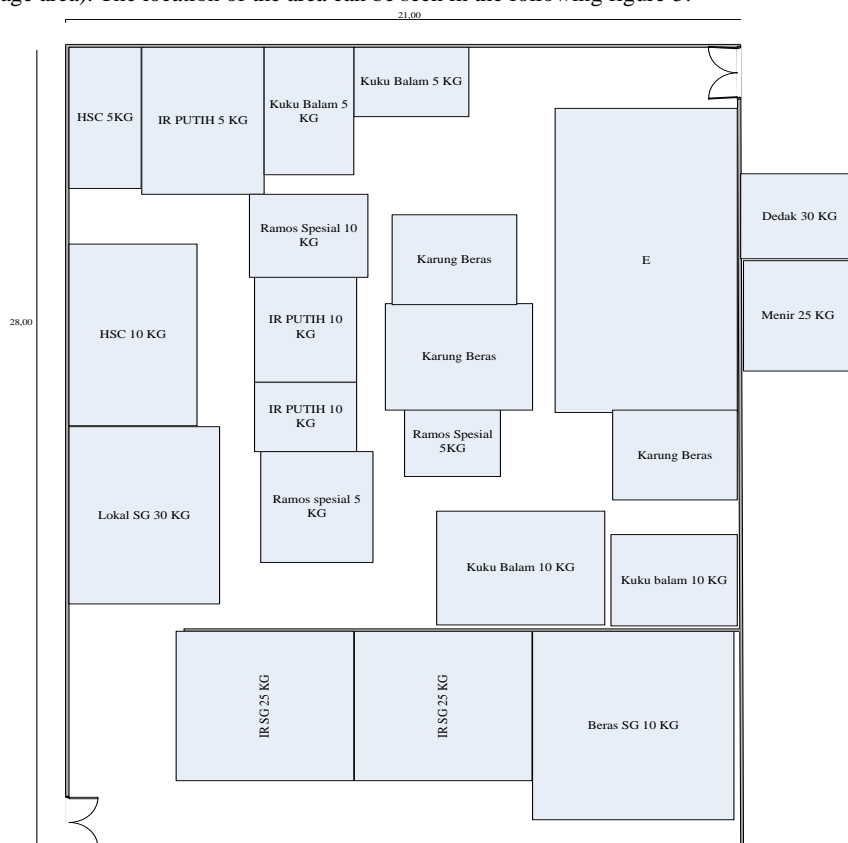 age area). The location of the area can be seen in the following figure 3.
21,00
HSC 5KG
IR PUTIH 5 KG
Kuku Balam 5
KG
Kuku Balam 5 KG
Ramos Spesial 10
KG
Karung Beras
E
Dedak 30 KG
28,00
HSC 10 KG
IR PUTIH 10
KG
Karung Beras
Menir 25 KG
IR PUTIH 10
KG
Ramos Spesial
5KG
Karung Beras
Lokal SG 30 KG
Ramos spesial 5
KG
Kuku Balam 10 KG
Kuku balam 10 KG
IR SG 25 KG
IR SG 25 KG
Beras SG 10 KG